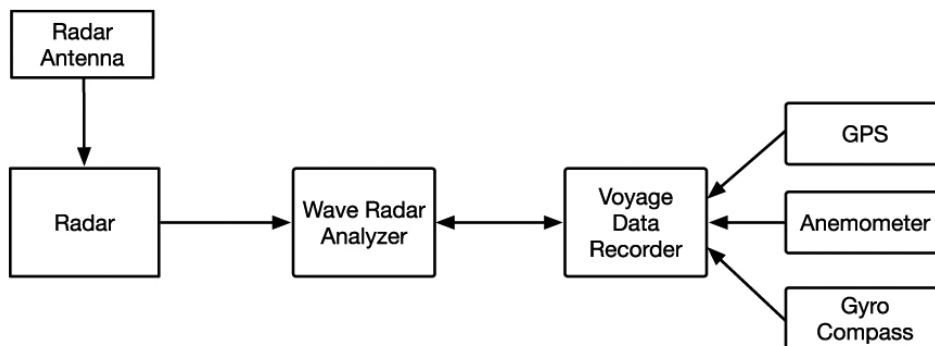 Radar
Antenna
Radar
Wave Radar
Analyzer
Voyage
Data
Recorder
GPS
Anemometer
Gyro
Compass